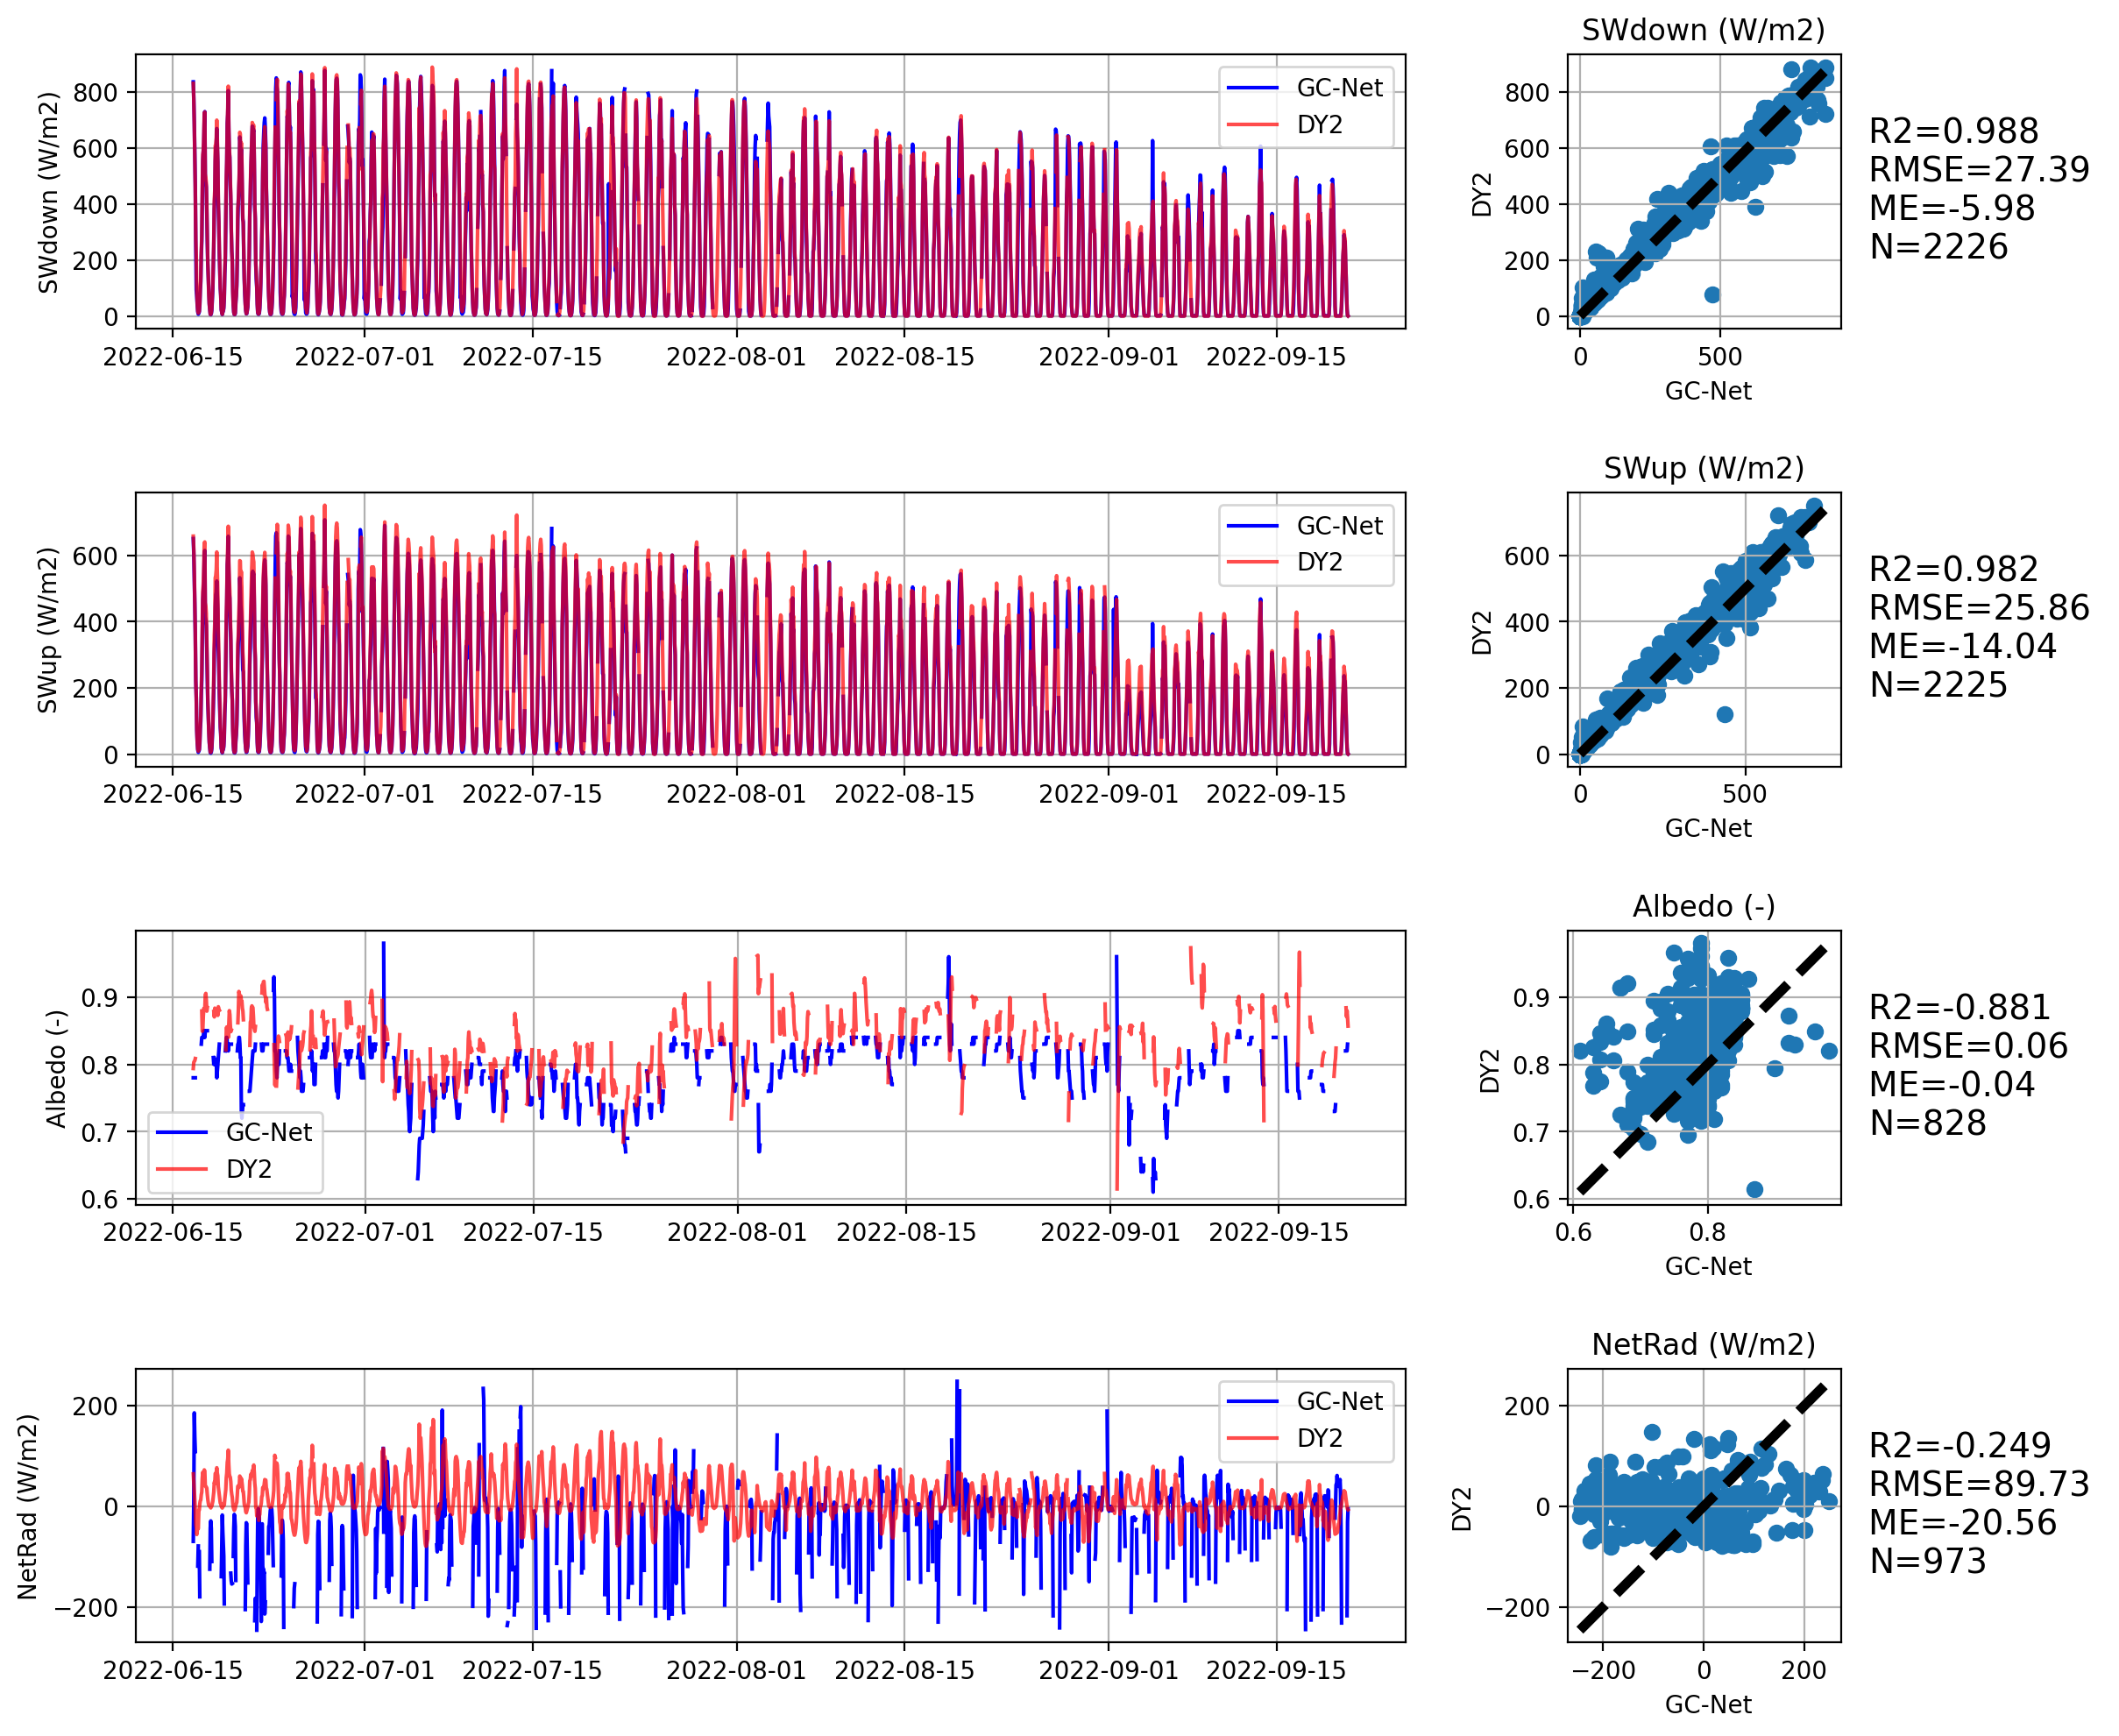 SWdown (W/m2)
SWdown (W/m2)
800
600
400
200
0
GC-Net
DY2
2022-06-15
2022-07-01
2022-07-15
2022-08-01
2022-08-15
2022-09-01
2022-09-15
DY2
800
600
400
200
0
0
500
GC-Net
R2=0.988
RMSE=27.39
ME=-5.98
N=2226
SWup (W/m2)
SWup (W/m2)
600
400
200
0
GC-Net
DY2
2022-06-15
2022-07-01
2022-07-15
2022-08-01
2022-08-15
2022-09-01
2022-09-15
DY2
600
400
200
0
0
500
GC-Net
R2=0.982
RMSE=25.86
ME=-14.04
N=2225
Albedo (-)
Albedo (-)
0.9
0.8
0.7
0.6
GC-Net
DY2
2022-06-15
2022-07-01
2022-07-15
2022-08-01
2022-08-15
2022-09-01
2022-09-15
DY2
0.9
0.8
0.7
0.6
0.6
0.8
GC-Net
R2=-0.881
RMSE=0.06
ME=-0.04
N=828
NetRad (W/m2)
NetRad (W/m2)
200
0
−200
GC-Net
DY2
2022-06-15
2022-07-01
2022-07-15
2022-08-01
2022-08-15
2022-09-01
2022-09-15
DY2
200
0
−200
−200
0
200
GC-Net
R2=-0.249
RMSE=89.73
ME=-20.56
N=973